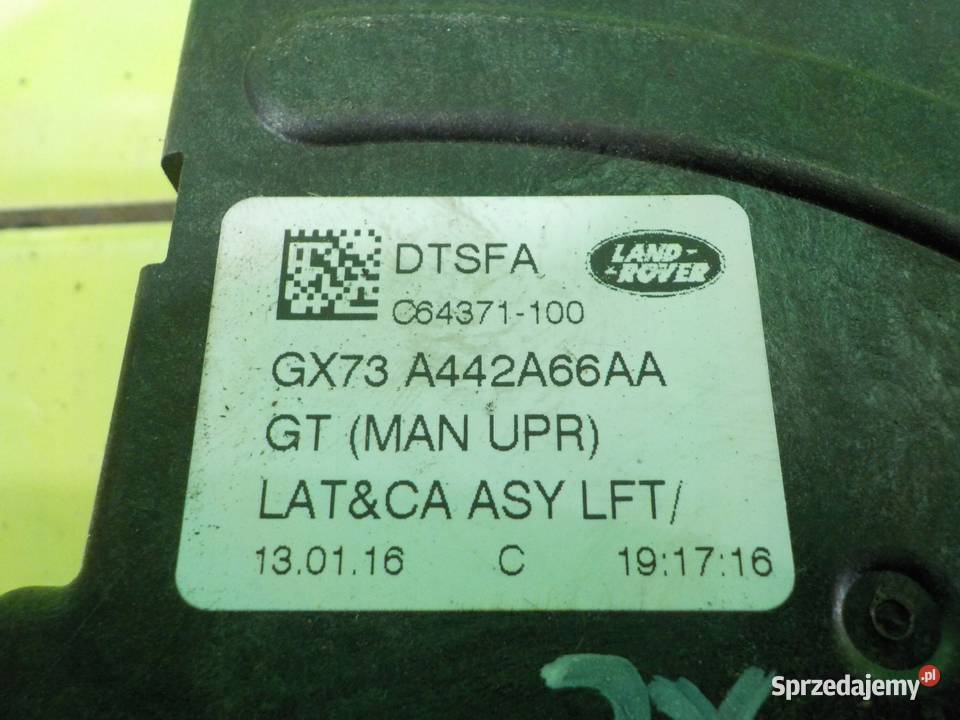 DTSFA
LAND-
-ROVER
C64371-100
GX73 A442A66AA
GT (MAN UPR)
LAT&CA ASY LFT/
13.01.16 C 19:17:16
Sprzedajemy.pl